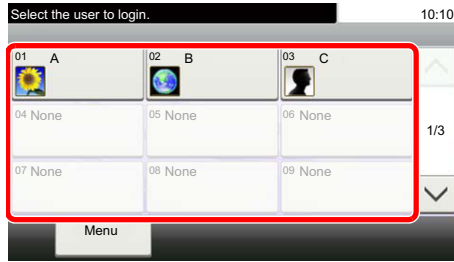 Select the user to login. 10:10
01 A 02 B 03 C
04 None 05 None 06 None
1/3
07 None 08 None 09 None
Menu